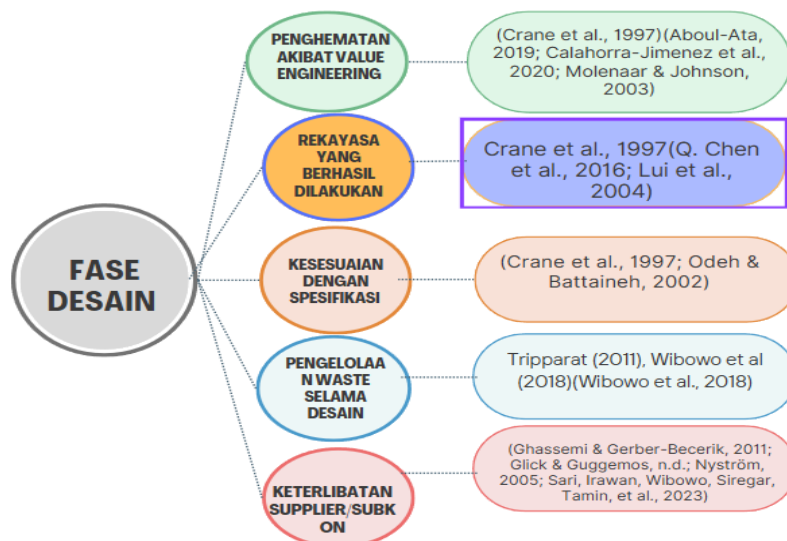 FASE
DESAIN
PENGHEMATAN
AKIBAT VALUE
ENGINEERING
(Crane et al., 1997)(Aboul-Ata,
2019; Calahorra-Jimenez et al.,
2020; Molenaar & Johnson,
2003)
REKAYASA
YANG
BERHASIL
DILAKUKAN
Crane et al., 1997(Q. Chen
et al., 2016; Lui et al.,
2004)
KESESUAIAN
DENGAN
SPESIFIKASI
(Crane et al., 1997; Odeh &
Battaineh, 2002)
PENGELOLAA
N WASTE
SELAMA
DESAIN
Tripparat (2011), Wibowo et al
(2018)(Wibowo et al., 2018)
KETERLIBATAN
SUPPLIER/SUBK
ON
(Ghassemi & Gerber-Becerik, 2011;
Glick & Guggemos, n.d.; Nyström,
2005; Sari, Irawan, Wibowo, Siregar,
Tamin, et al., 2023)